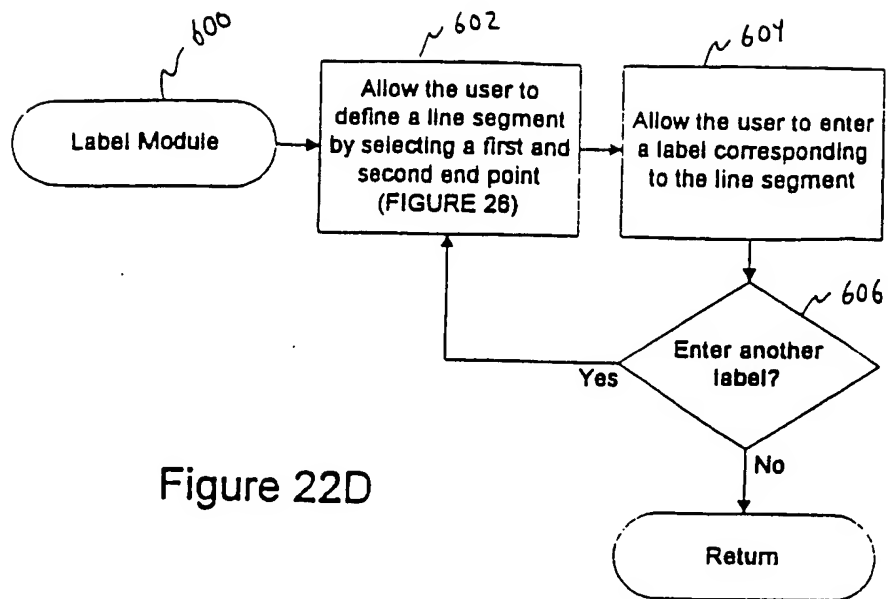 600
602
604
Label Module
Allow the user to
define a line segment
by selecting a first and
second end point
(FIGURE 26)
Allow the user to enter
a label corresponding
to the line segment
606
Enter another
label?
Yes
No
Figure 22D
Return